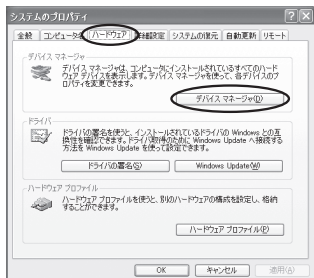 システムのプロパティ
全般 コンピュータ名 ハードウェア 詳細設定 システムの復元 自動更新 リモート
デバイス マネージャ
デバイス マネージャは、コンピュータにインストールされているすべてのハード
ウェア デバイスを表示します。デバイス マネージャを使って、各デバイスのプ
ロパティを変更できます。
デバイス マネージャ(D)
ドライバ
ドライバの署名を使うと、インストールされているドライバの Windows との互
換性を確認できます。ドライバ取得のために Windows Update へ接続する
方法を Windows Update を使って設定できます。
ドライバの署名(S) Windows Update(W)
ハードウェア プロファイル
ハードウェア プロファイルを使うと、別のハードウェアの構成を設定し、格納
することができます。
ハードウェア プロファイル(P)
OK キャンセル 適用(A)